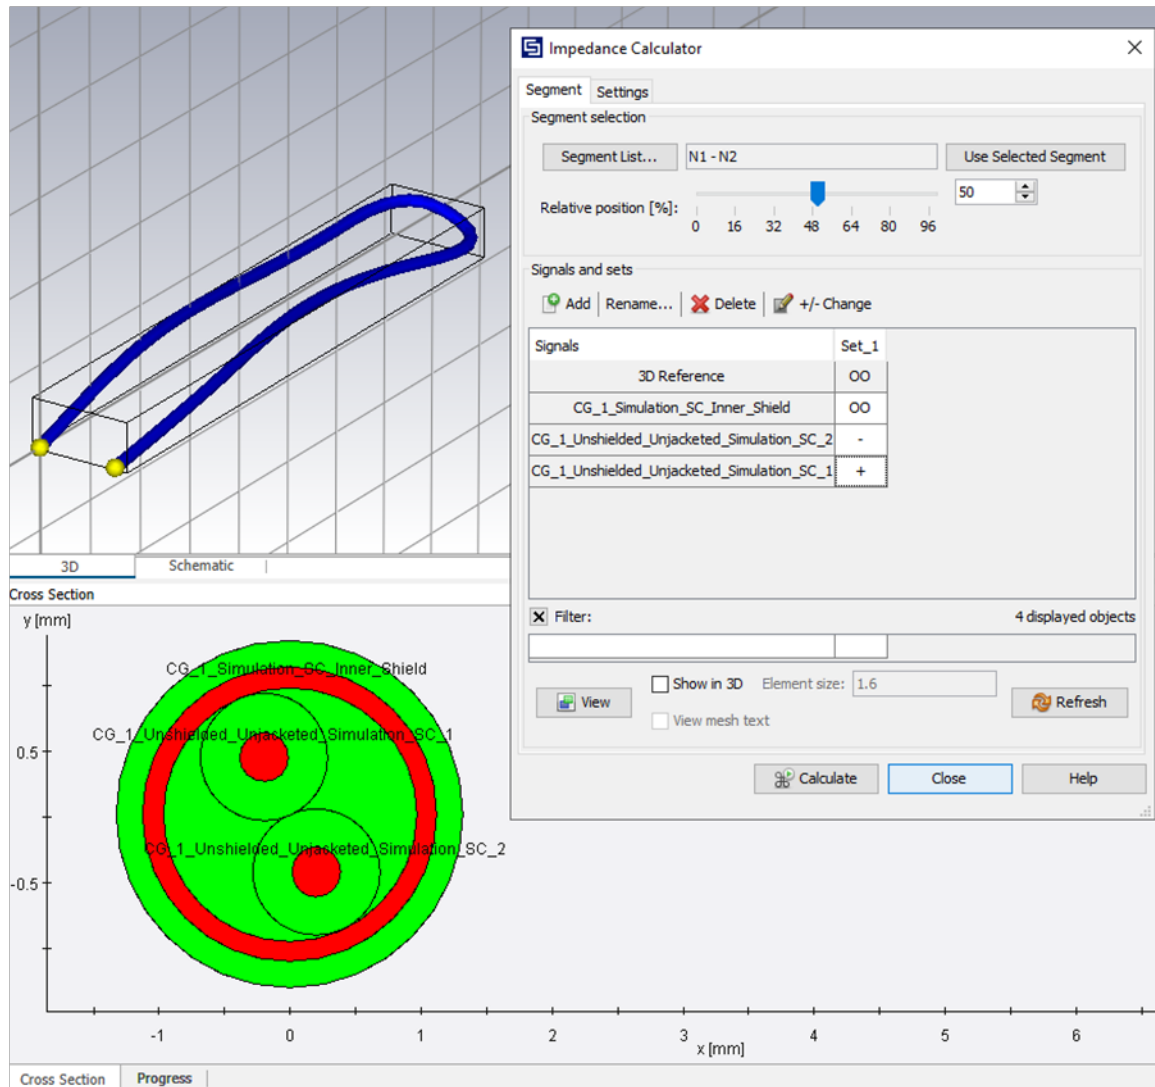 Impedance Calculator
Segment Settings
Segment selection
Segment List... N1 - N2 Use Selected Segment
Relative position [%]: 50
0 16 32 48 64 80 96
Signals and sets
Add Rename... Delete +/- Change
Signals Set_1
3D Reference OO
CG_1_Simulation_SC_Inner_Shield OO
CG_1_Unshielded_Unjacketed_Simulation_SC_2 -
CG_1_Unshielded_Unjacketed_Simulation_SC_1 +
Filter: 4 displayed objects
View Show in 3D Element size: 1.6 Refresh
View mesh text
Calculate Close Help
3D Schematic
Cross Section
y [mm]
CG_1_Simulation_SC_Inner_Shield
CG_1_Unshielded_Unjacketed_Simulation_SC_1
0.5
CG_1_Unshielded_Unjacketed_Simulation_SC_2
-0.5
-1 0 1 2 3 4 5 6
x [mm]
Cross Section Progress